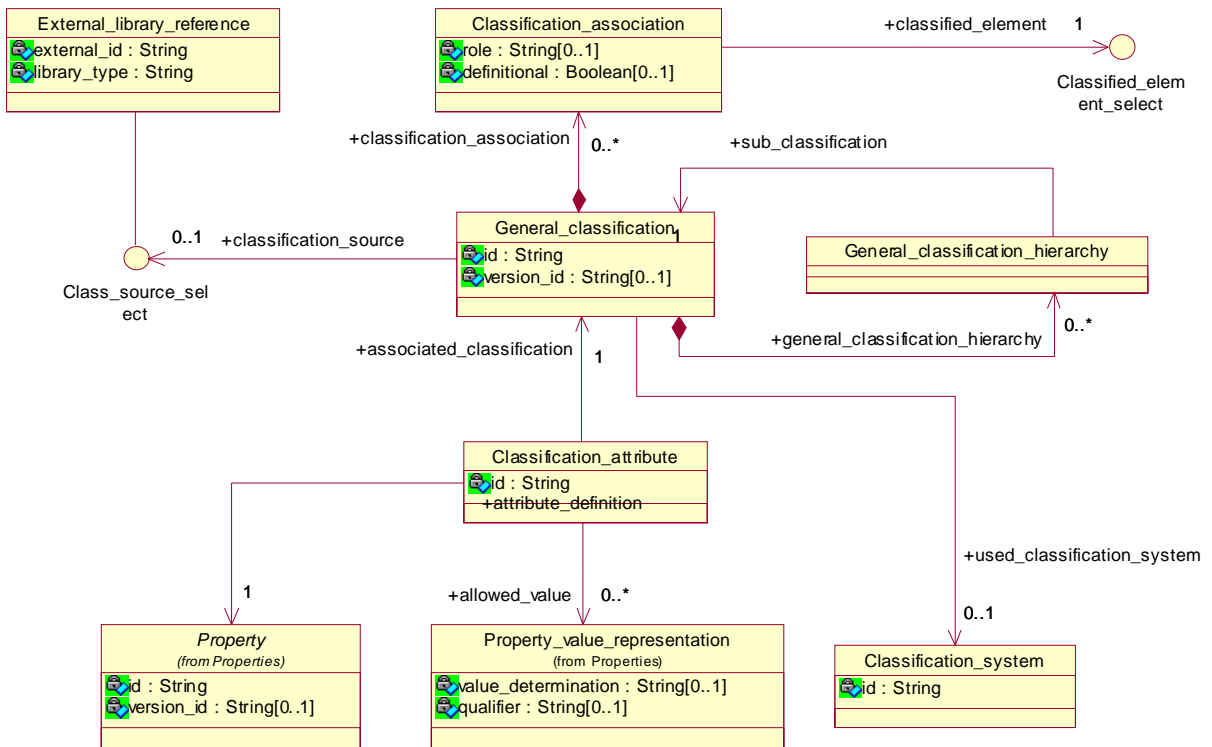 External_library_reference
external_id : String
library_type : String
Classification_association
role : String[0..1]
definitional : Boolean[0..1]
+classified_element
1
Classified_elem
ent_select
+classification_association
0..*
+sub_classification
General_classification
1
id : String
version_id : String[0..1]
0..1
+classification_source
Class_source_sel
ect
General_classification_hierarchy
0..*
+general_classification_hierarchy
+associated_classification
1
Classification_attribute
id : String
+attribute_definition
+used_classification_system
0..1
1
+allowed_value
0..*
Property
(from Properties)
id : String
version_id : String[0..1]
Property_value_representation
(from Properties)
value_determination : String[0..1]
qualifier : String[0..1]
Classification_system
id : String